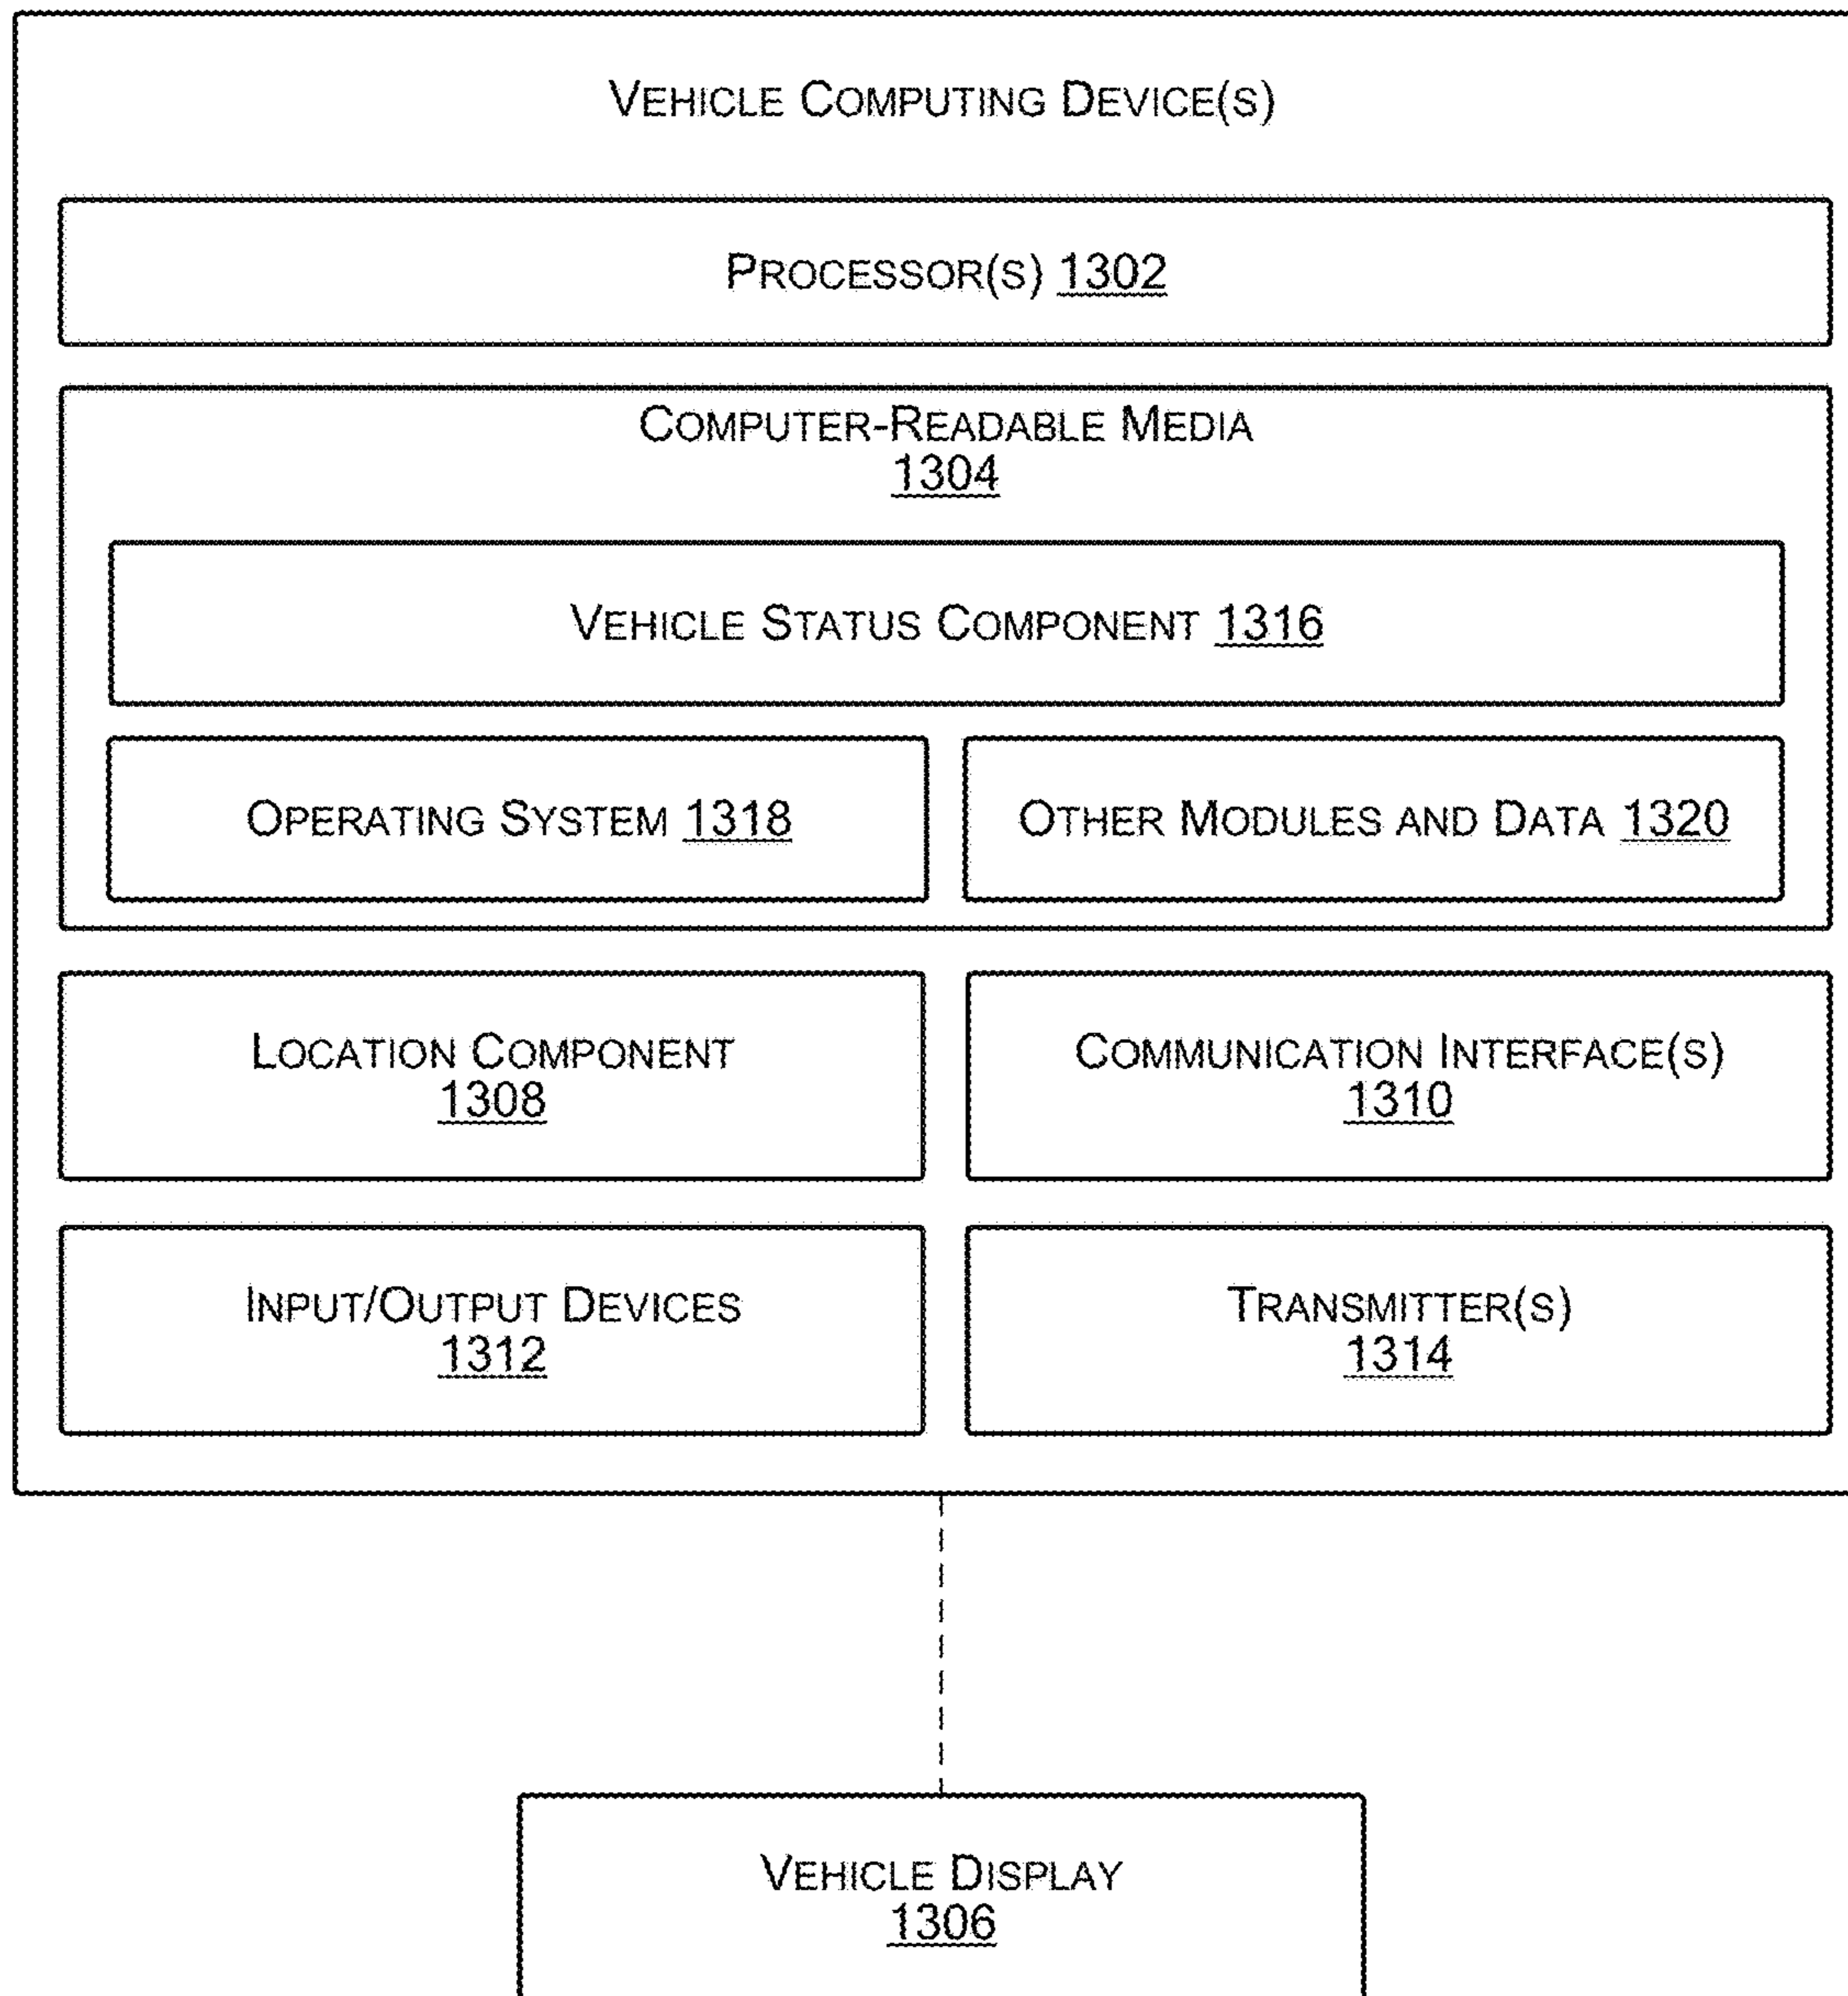 VEHICLE COMPUTING DEVICE(S)
PROCESSOR(S) 1302
COMPUTER-READABLE MEDIA
1304
VEHICLE STATUS COMPONENT 1316
OPERATING SYSTEM 1318
OTHER MODULES AND DATA 1320
LOCATION COMPONENT
1308
COMMUNICATION INTERFACE(S)
1310
INPUT/OUTPUT DEVICES
1312
TRANSMITTER(S)
1314
VEHICLE DISPLAY
1306